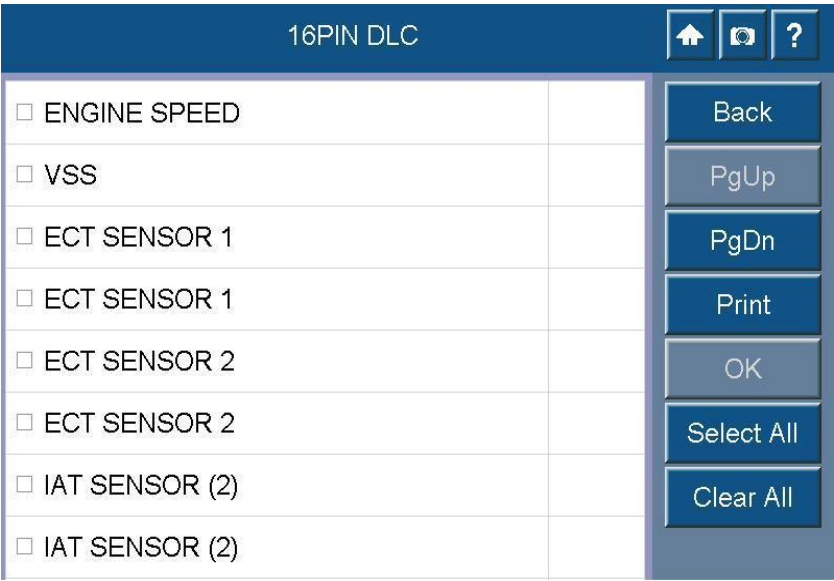 16PIN DLC
?
ENGINE SPEED
VSS
ECT SENSOR 1
ECT SENSOR 1
ECT SENSOR 2
ECT SENSOR 2
IAT SENSOR (2)
IAT SENSOR (2)
Back
PgUp
PgDn
Print
OK
Select All
Clear All